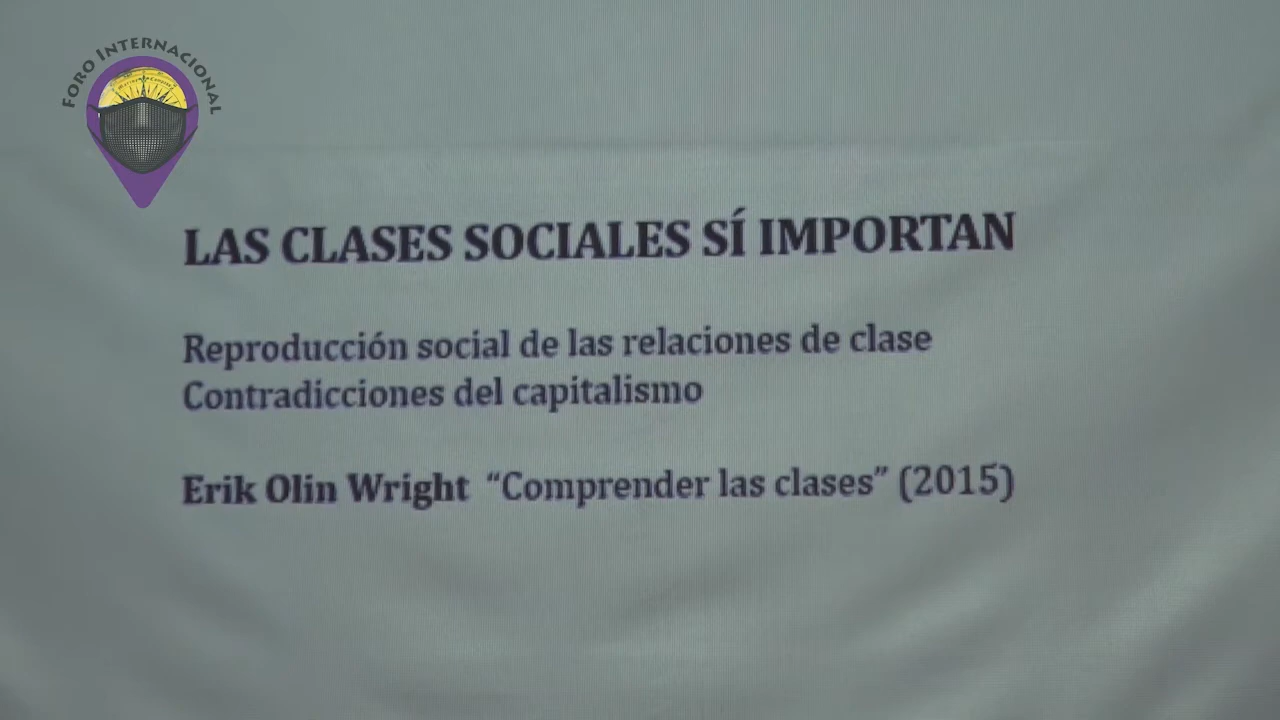 FORO INTERNACIONAL
LAS CLASES SOCIALES SÍ IMPORTAN
Reproducción social de las relaciones de clase
Contradicciones del capitalismo
Erik Olin Wright “Comprender las clases” (2015)